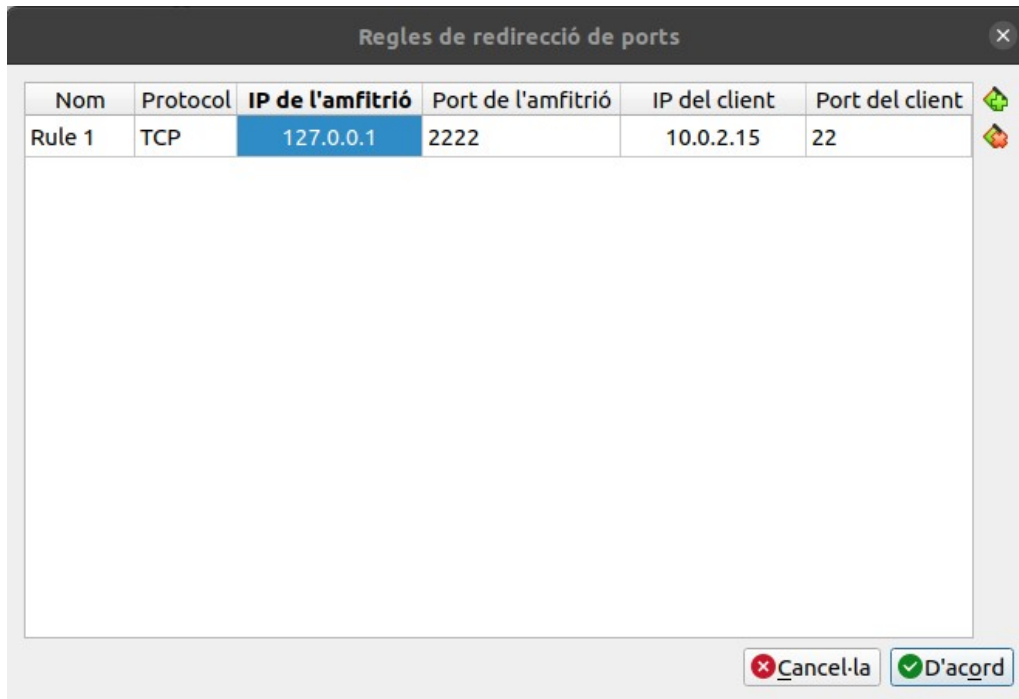 Regles de redirecció de ports
Nom Protocol IP de l'amfitrió Port de l'amfitrió IP del client Port del client
Rule 1 TCP 127.0.0.1 2222 10.0.2.15 22
Cancel·la D'acord